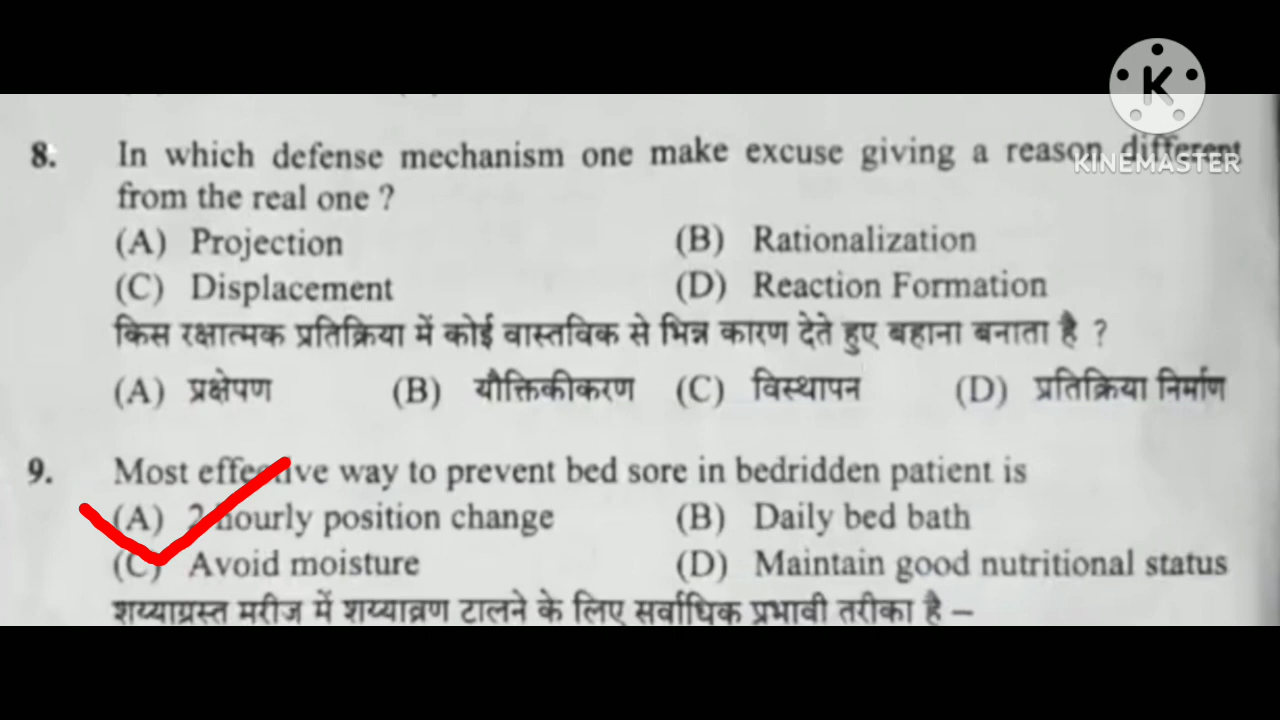 KINEMASTER
8. In which defense mechanism one make excuse giving a reason different
from the real one ?
(A) Projection (B) Rationalization
(C) Displacement (D) Reaction Formation
किस रक्षात्मक प्रतिक्रिया में कोई वास्तविक से भिन्न कारण देते हुए बहाना बनाता है ?
(A) प्रक्षेपण (B) यौक्तिकीकरण (C) विस्थापन (D) प्रतिक्रिया निर्माण
9. Most effective way to prevent bed sore in bedridden patient is
(A) 2 hourly position change (B) Daily bed bath
(C) Avoid moisture (D) Maintain good nutritional status
शय्याग्रस्त मरीज में शय्याव्रण टालने के लिए सर्वाधिक प्रभावी तरीका है –